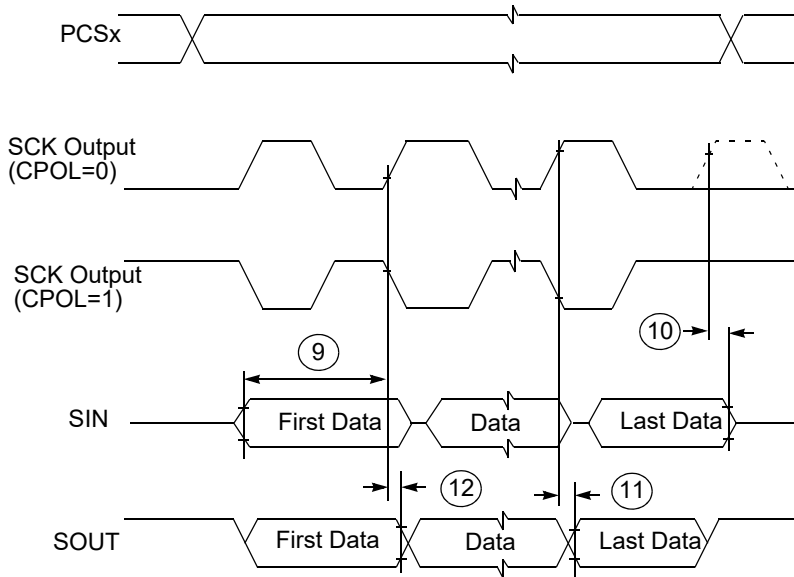 PCSx
SCK Output
(CPOL=0)
SCK Output
(CPOL=1)
9
10
SIN
First Data
Data
Last Data
12
11
SOUT
First Data
Data
Last Data